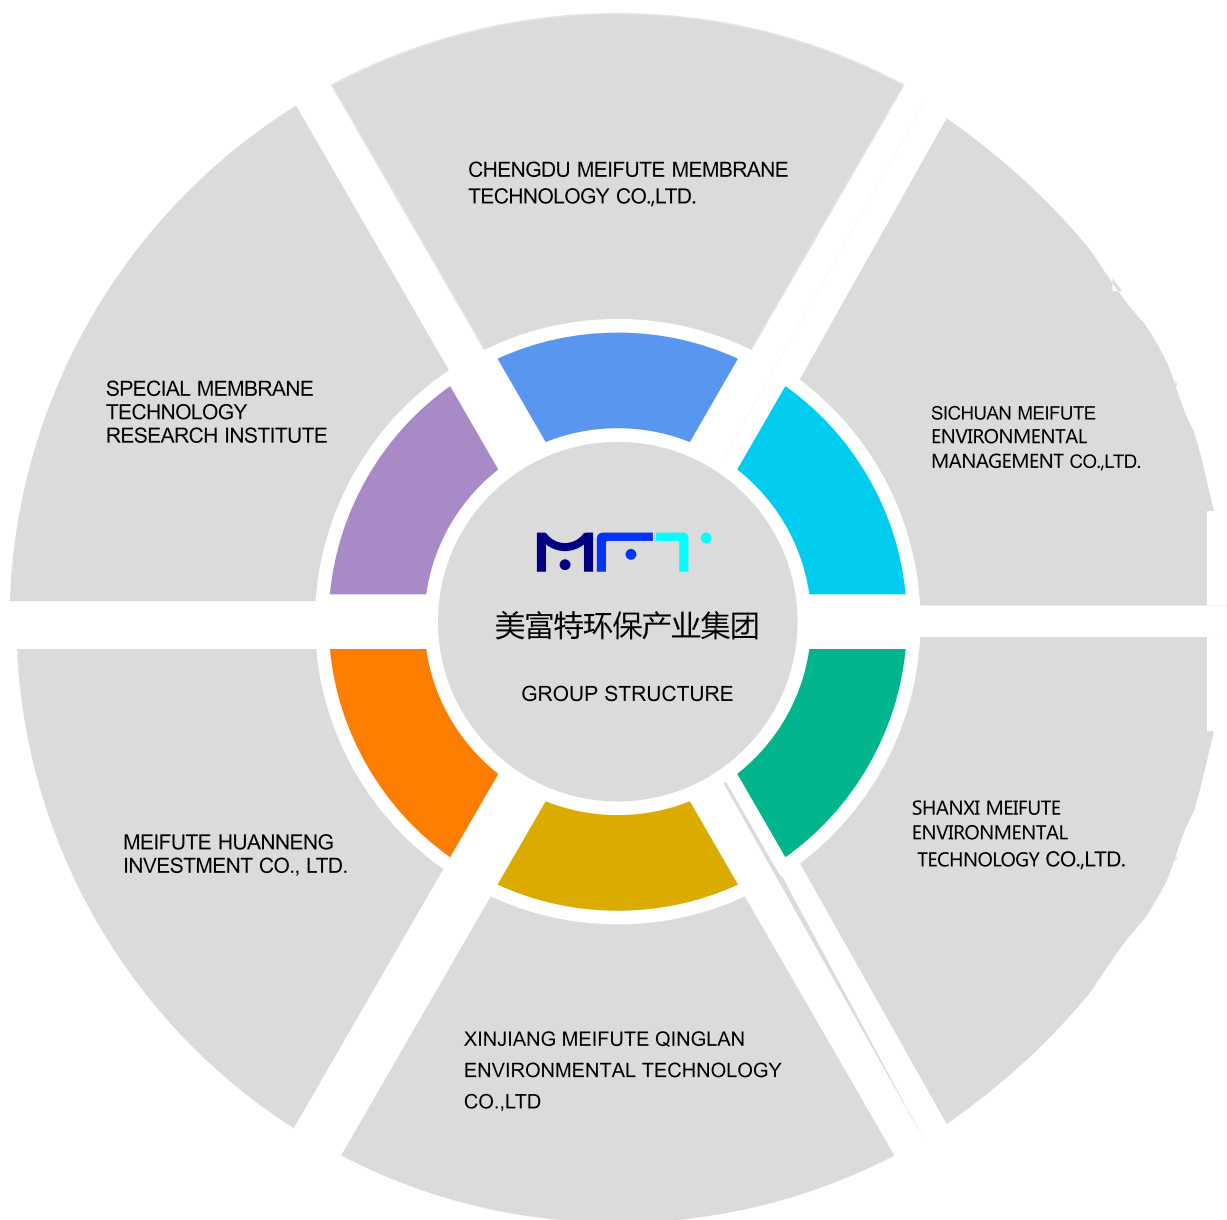 CHENGDU MEIFUTE MEMBRANE
TECHNOLOGY CO.,LTD.
SPECIAL MEMBRANE
TECHNOLOGY
RESEARCH INSTITUTE
SICHUAN MEIFUTE
ENVIRONMENTAL
MANAGEMENT CO.,LTD.
MFT
美富特环保产业集团
GROUP STRUCTURE
MEIFUTE HUANNENG
INVESTMENT CO., LTD.
SHANXI MEIFUTE
ENVIRONMENTAL
TECHNOLOGY CO.,LTD.
XINJIANG MEIFUTE QINGLAN
ENVIRONMENTAL TECHNOLOGY
CO.,LTD